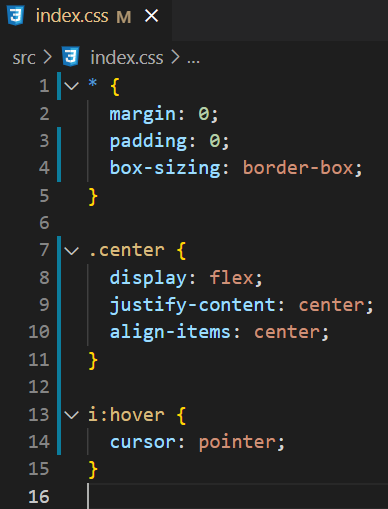 index.css M ×
src > index.css > ...
1 * {
2 margin: 0;
3 padding: 0;
4 box-sizing: border-box;
5 }
6
7 .center {
8 display: flex;
9 justify-content: center;
10 align-items: center;
11 }
12
13 i:hover {
14 cursor: pointer;
15 }
16